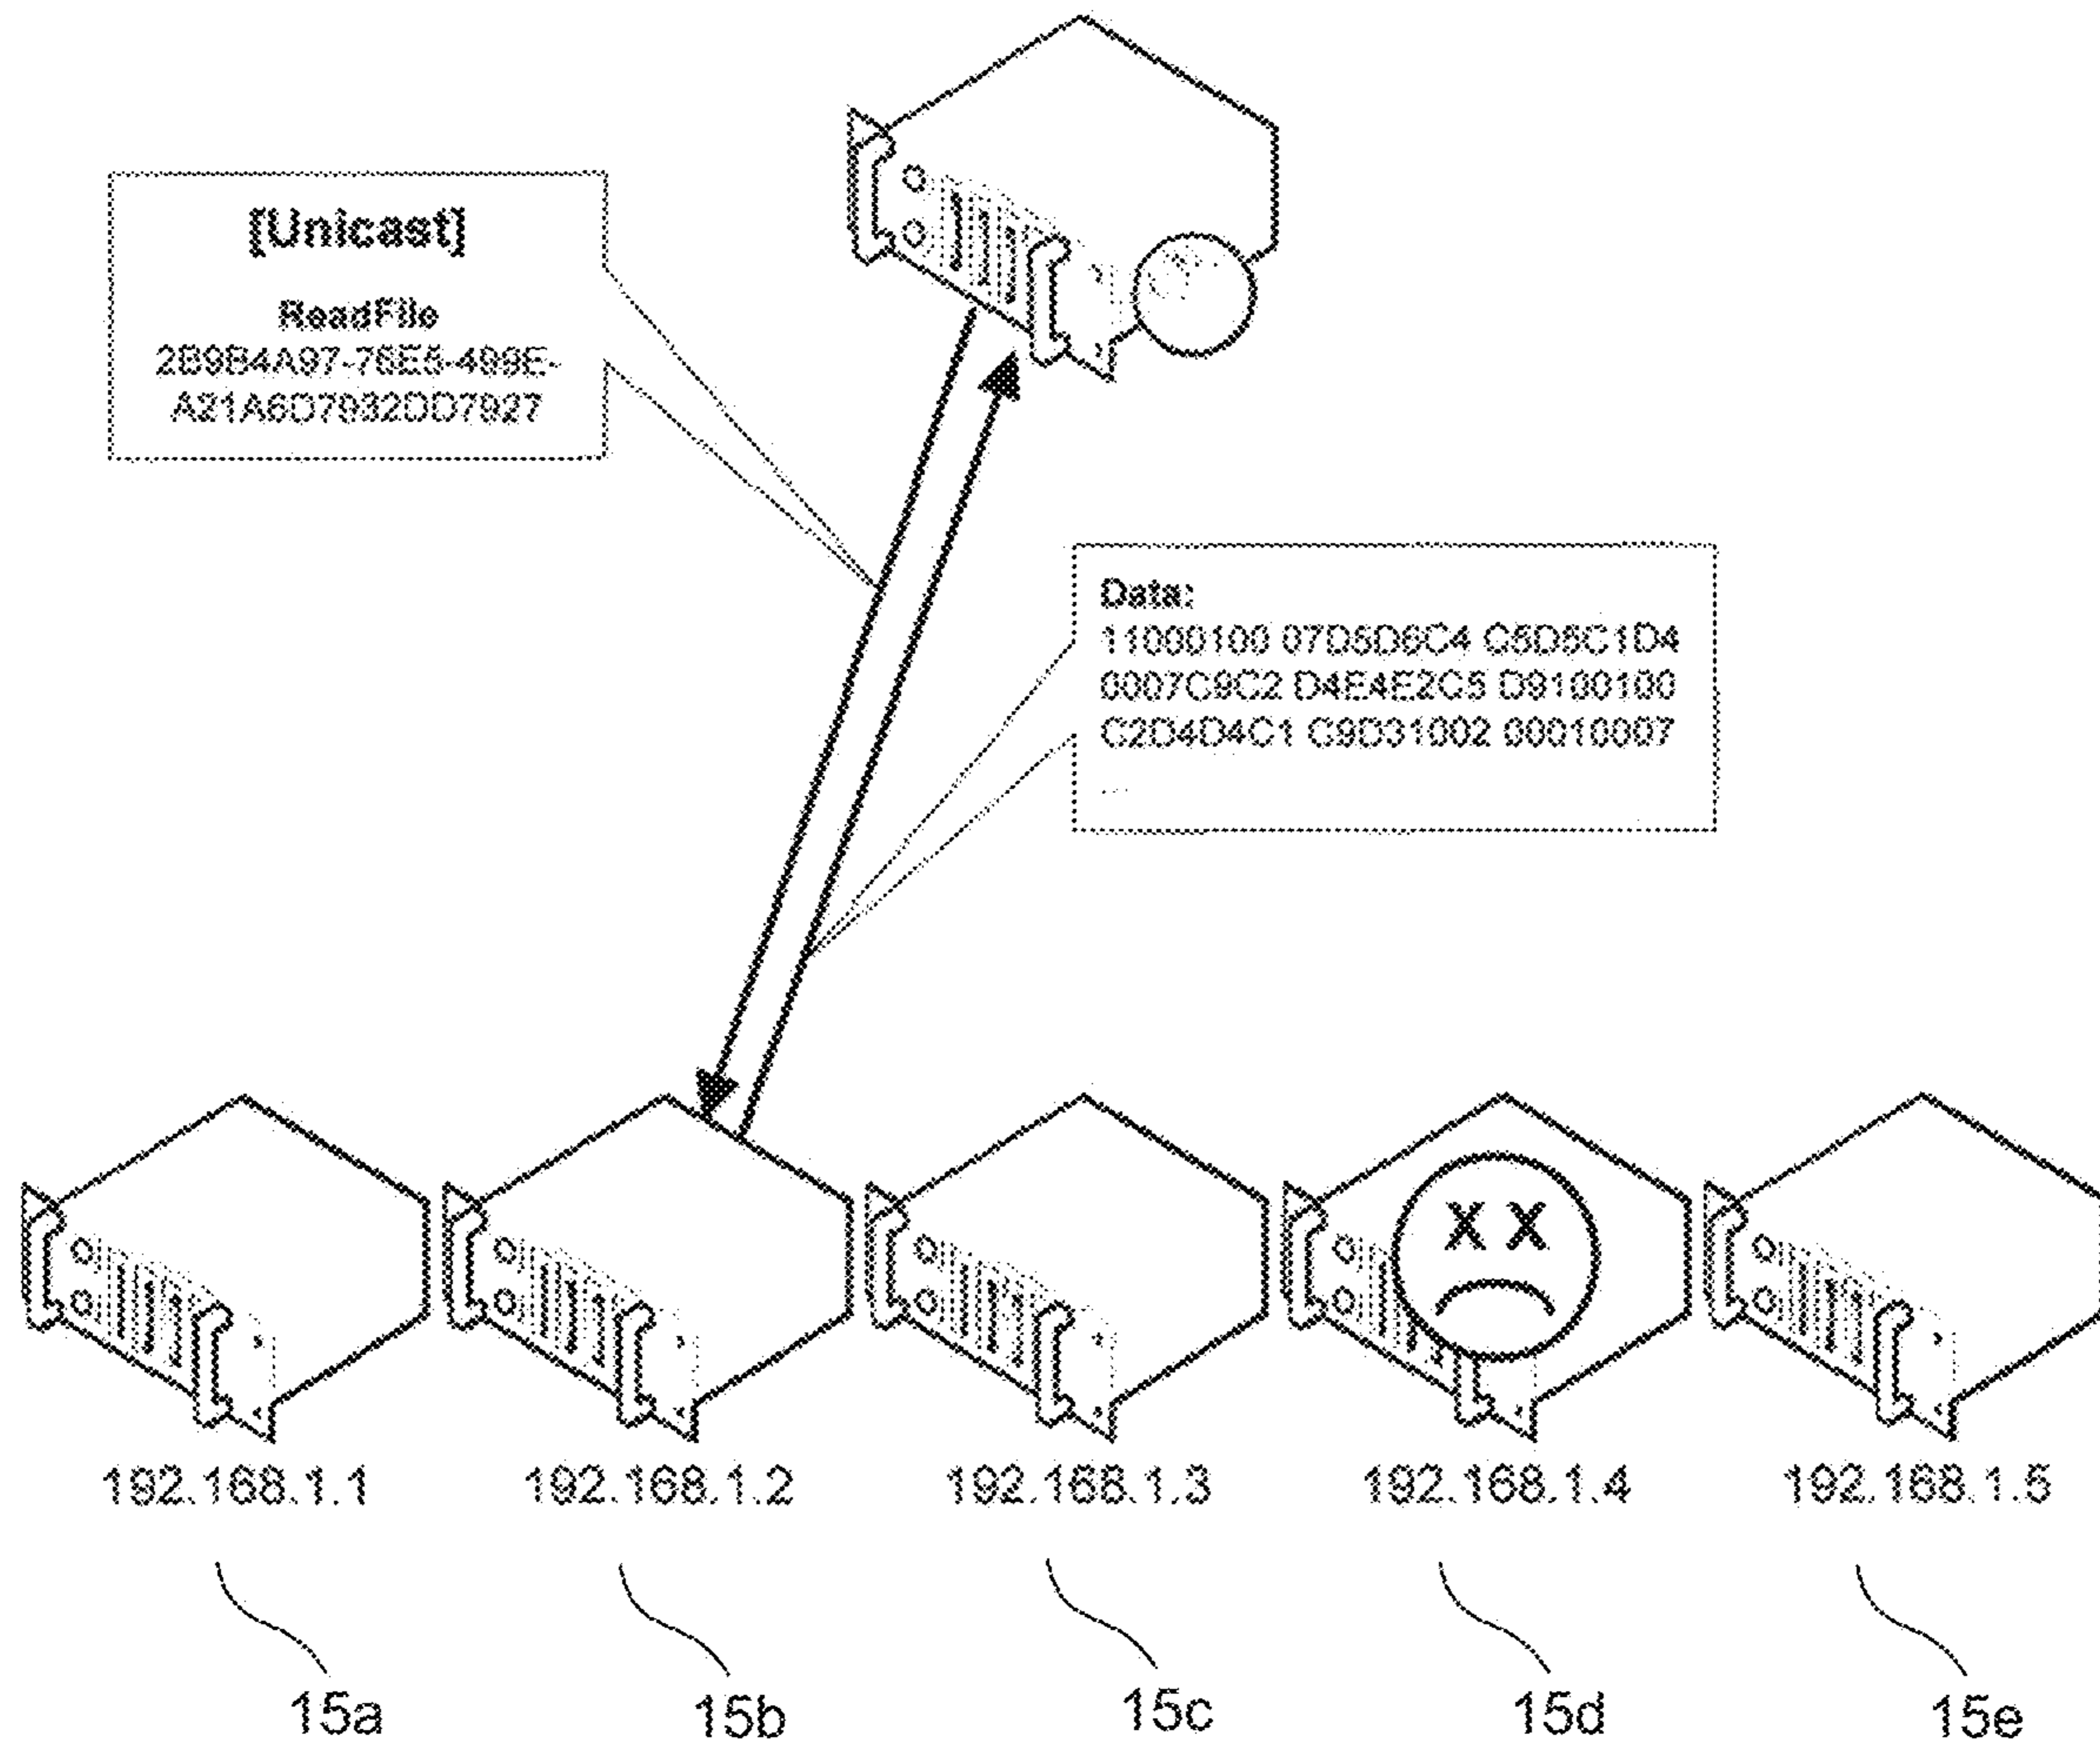 [Unicast]
ReadFile
2B9B4A97-76E5-499E-
A21A6D7932DD7927
Data:
11000100 07D5D6C4 C5D5C1D4
0007C9C2 D4E4E2C5 D9100100
C2D4D4C1 C9D31002 00010007
...
x x
192.168.1.1
192.168.1.2
192.168.1.3
192.168.1.4
192.168.1.5
15a
15b
15c
15d
15e